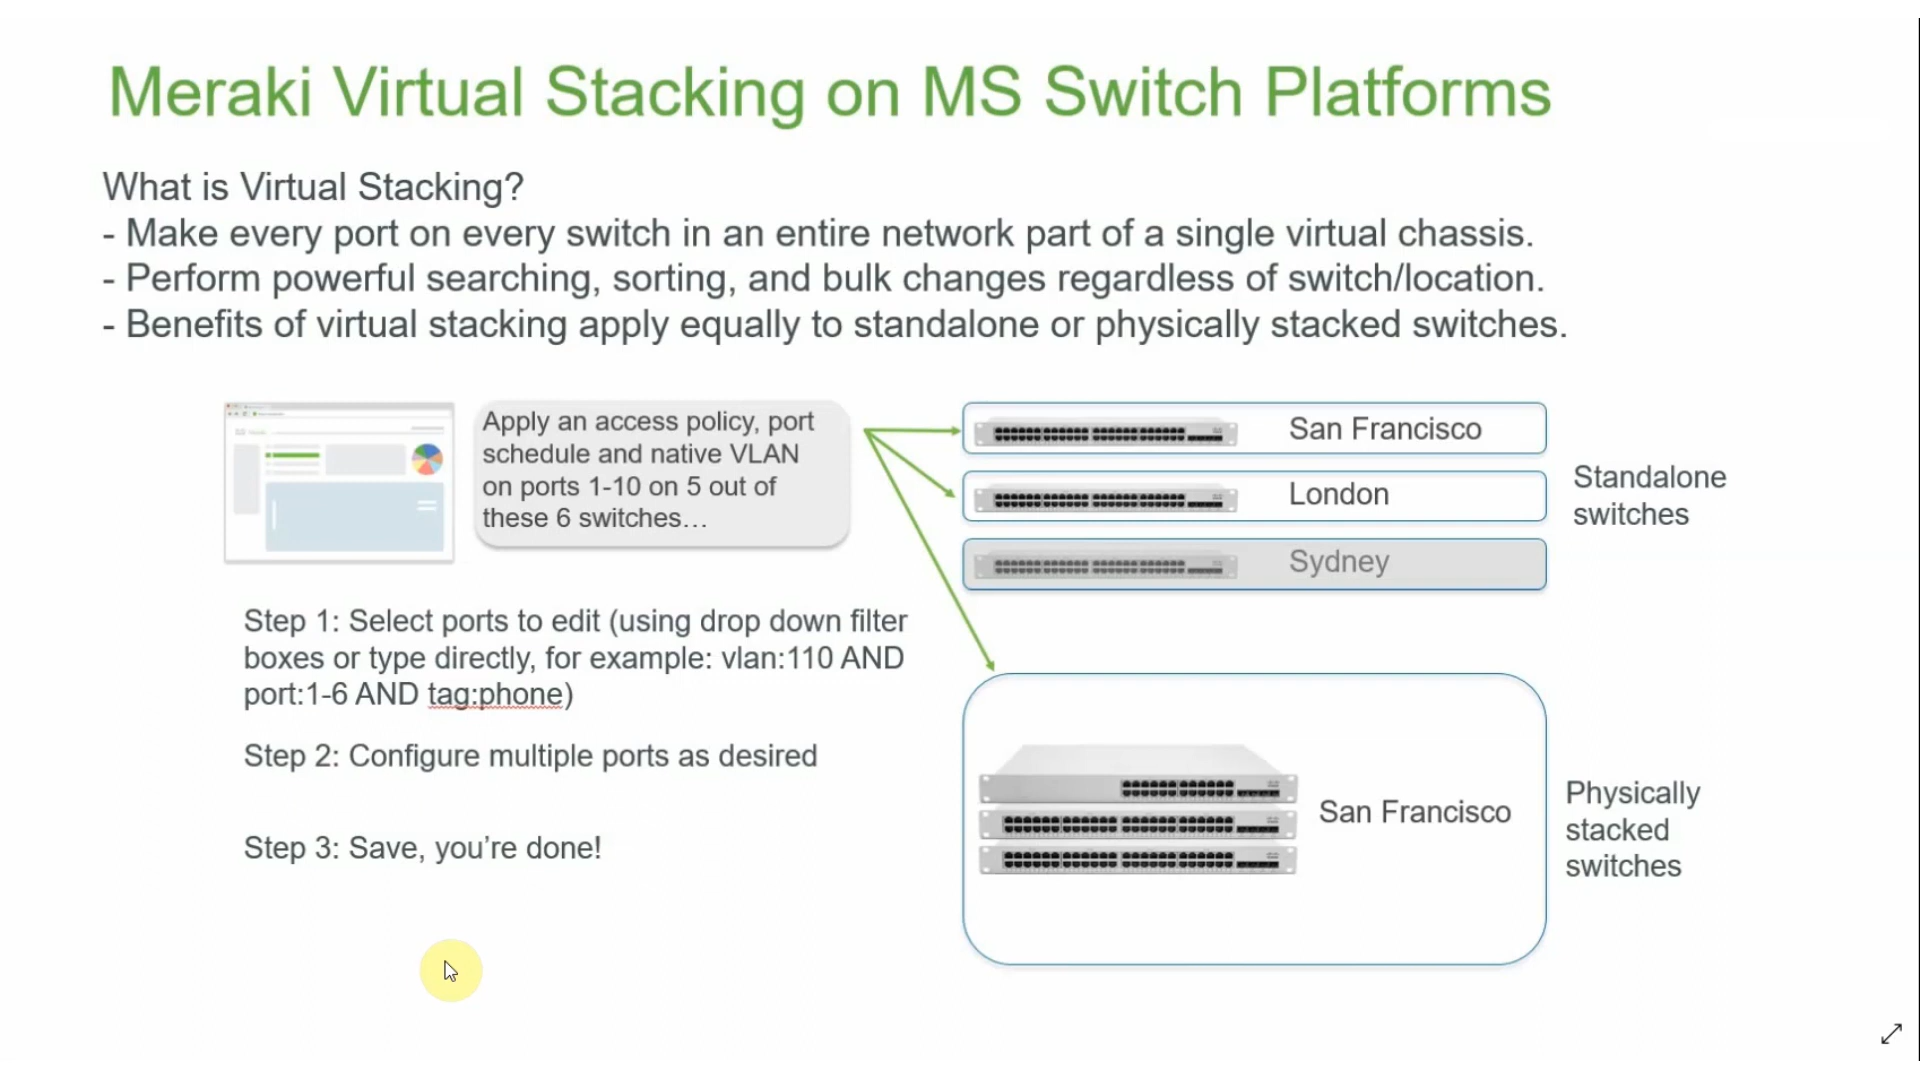 Meraki Virtual Stacking on MS Switch Platforms
What is Virtual Stacking?
- Make every port on every switch in an entire network part of a single virtual chassis.
- Perform powerful searching, sorting, and bulk changes regardless of switch/location.
- Benefits of virtual stacking apply equally to standalone or physically stacked switches.
Apply an access policy, port
schedule and native VLAN
on ports 1-10 on 5 out of
these 6 switches…
San Francisco
London
Sydney
Standalone
switches
Step 1: Select ports to edit (using drop down filter
boxes or type directly, for example: vlan:110 AND
port:1-6 AND tag:phone)
Step 2: Configure multiple ports as desired
Step 3: Save, you’re done!
San Francisco
Physically
stacked
switches